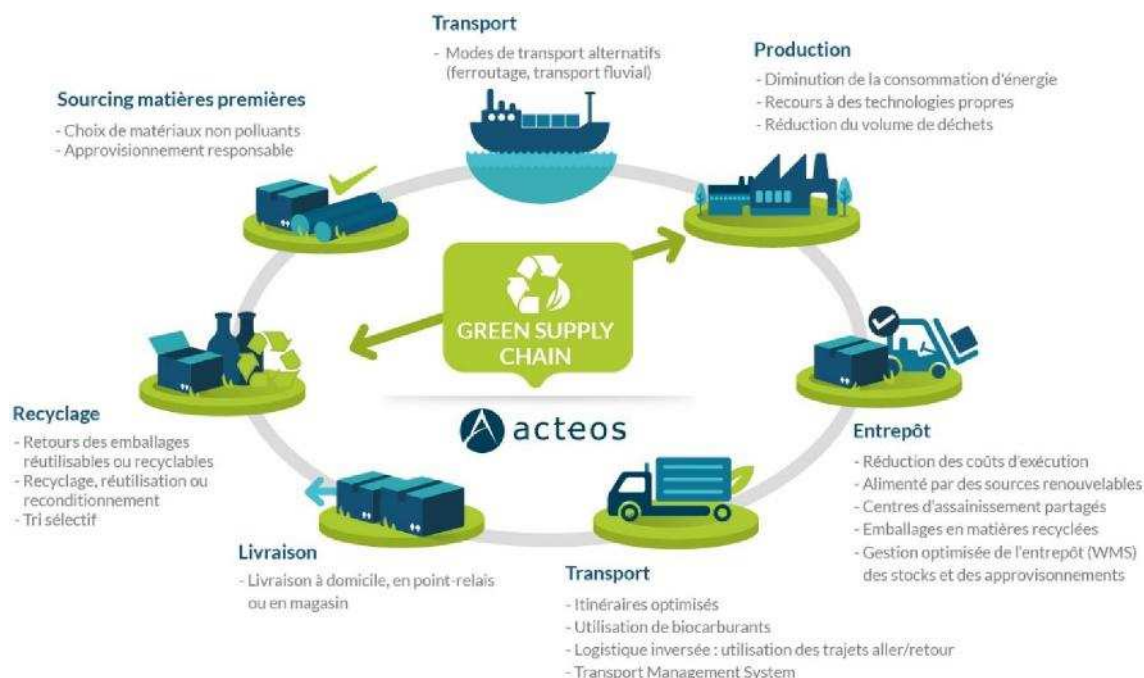 Transport
- Modes de transport alternatifs
(ferroutage, transport fluvial)
Production
- Diminution de la consommation d'énergie
- Recours à des technologies propres
- Réduction du volume de déchets
Sourcing matières premières
- Choix de matériaux non polluants
- Approvisionnement responsable
GREEN SUPPLY
CHAIN
acteos
Recyclage
- Retours des emballages
réutilisables ou recyclables
- Recyclage, réutilisation ou
reconditionnement
- Tri sélectif
Entrepôt
- Réduction des coûts d'exécution
- Alimenté par des sources renouvelables
- Centres d'assainissement partagés
- Emballages en matières recyclées
- Gestion optimisée de l'entrepôt (WMS)
des stocks et des approvisonnements
Livraison
- Livraison à domicile, en point-relais
ou en magasin
Transport
- Itinéraires optimisés
- Utilisation de biocarburants
- Logistique inversée : utilisation des trajets aller/retour
- Transport Management System